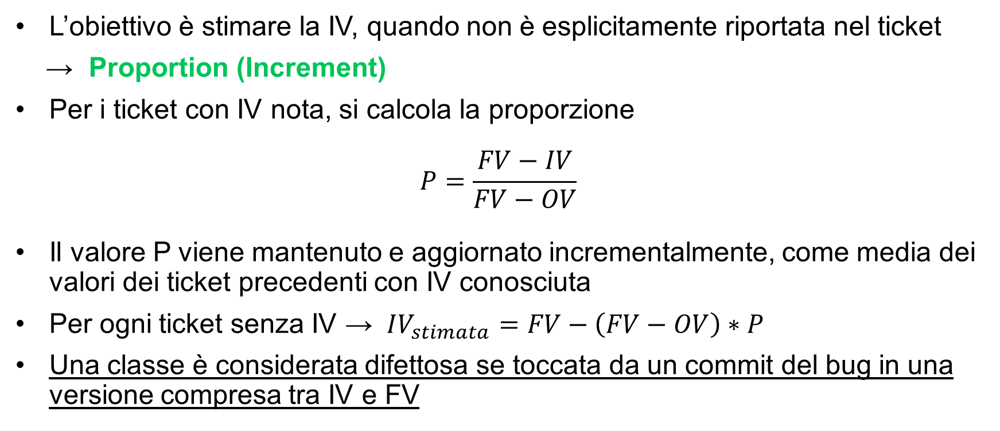 • L’obiettivo è stimare la IV, quando non è esplicitamente riportata nel ticket
→ Proportion (Increment)
• Per i ticket con IV nota, si calcola la proporzione
P = \frac{FV − IV}{FV − OV}
• Il valore P viene mantenuto e aggiornato incrementalmente, come media dei
valori dei ticket precedenti con IV conosciuta
• Per ogni ticket senza IV → IV_{stimata} = FV − (FV − OV) ∗ P
• Una classe è considerata difettosa se toccata da un commit del bug in una
versione compresa tra IV e FV